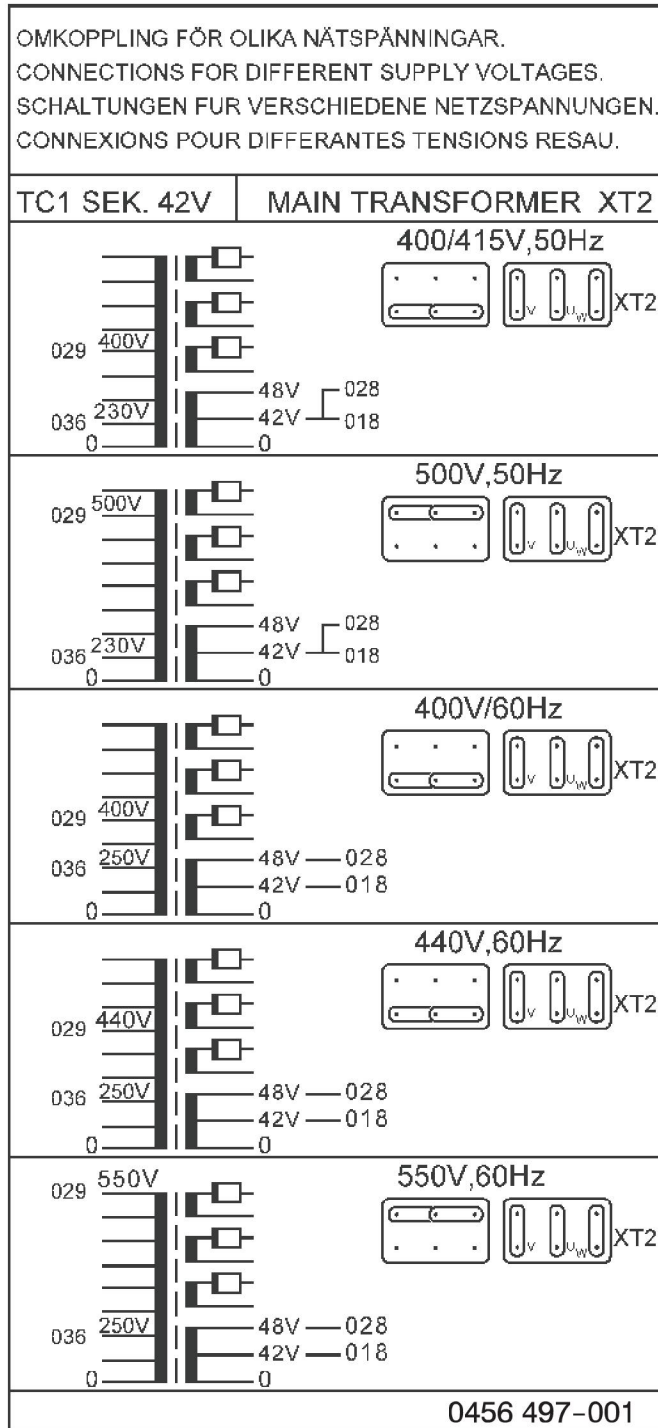 OMKOPPLING FÖR OLIKA NÄTSPÄNNINGAR.
CONNECTIONS FOR DIFFERENT SUPPLY VOLTAGES.
SCHALTUNGEN FUR VERSCHIEDENE NETZSPANNUNGEN.
CONNEXIONS POUR DIFFERANTES TENSIONS RESAU.
TC1 SEK. 42V MAIN TRANSFORMER XT2
400/415V,50Hz
V U W XT2
029 400V
48V 028
036 230V 42V 018
0 0
500V,50Hz
029 500V
V U W XT2
48V 028
036 230V 42V 018
0 0
400V/60Hz
V U W XT2
029 400V
036 250V 48V 028
42V 018
0 0
440V,60Hz
V U W XT2
029 440V
036 250V 48V 028
42V 018
0 0
550V,60Hz
029 550V
V U W XT2
036 250V 48V 028
42V 018
0 0
0456 497-001